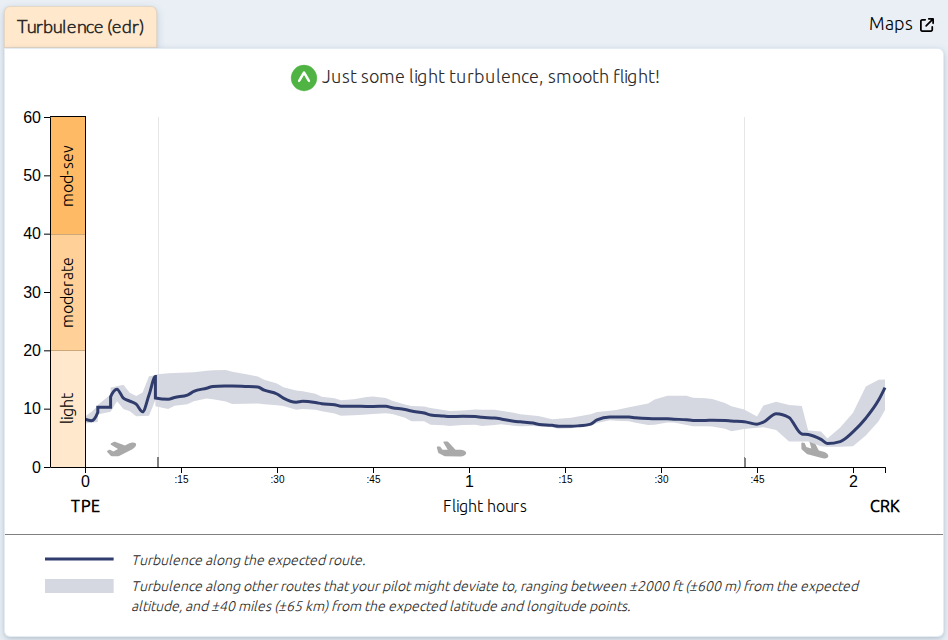 Turbulence (edr)
Maps
Just some light turbulence, smooth flight!
60
50
40
30
20
10
0
mod-sev
moderate
light
0 :15 :30 :45 1 :15 :30 :45 2
TPE Flight hours CRK
Turbulence along the expected route.
Turbulence along other routes that your pilot might deviate to, ranging between ±2000 ft (±600 m) from the expected
altitude, and ±40 miles (±65 km) from the expected latitude and longitude points.